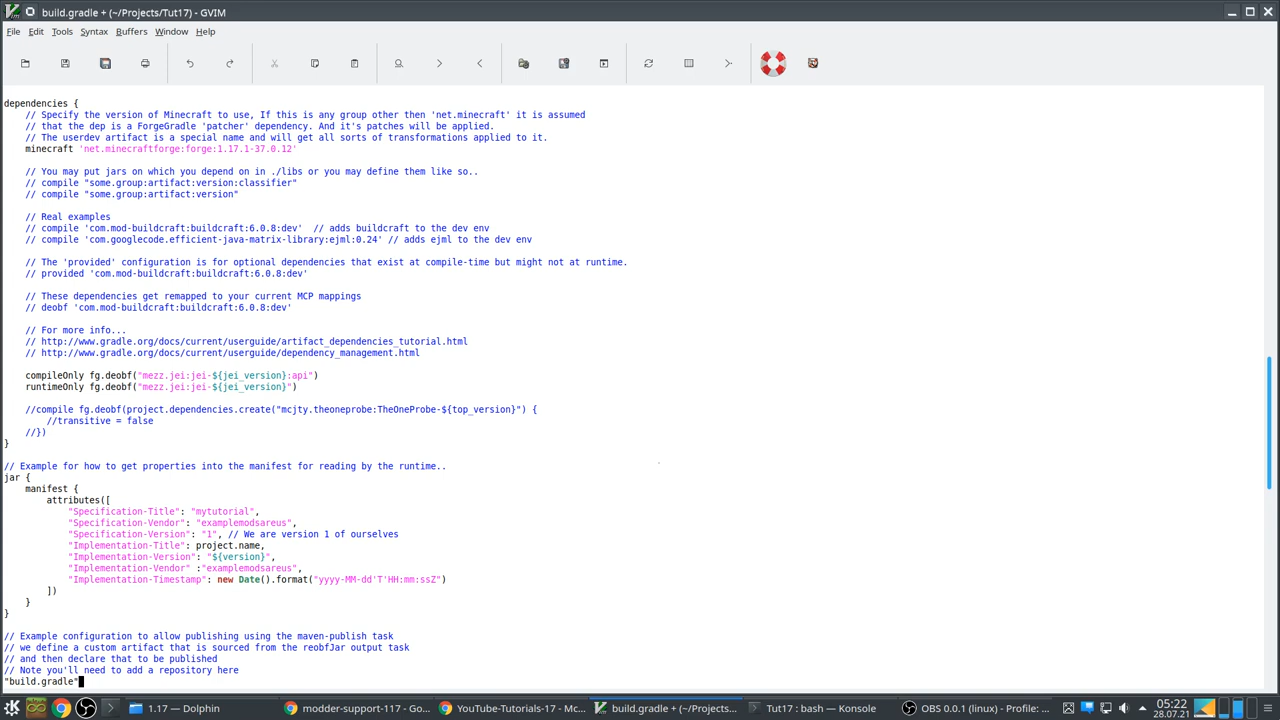 build.gradle + (~/Projects/Tut17) - GVIM
File Edit Tools Syntax Buffers Window Help
dependencies {
    // Specify the version of Minecraft to use, If this is any group other then 'net.minecraft' it is assumed
    // that the dep is a ForgeGradle 'patcher' dependency. And it's patches will be applied.
    // The userdev artifact is a special name and will get all sorts of transformations applied to it.
    minecraft 'net.minecraftforge:forge:1.17.1-37.0.12'
    // You may put jars on which you depend on in ./libs or you may define them like so..
    // compile "some.group:artifact:version:classifier"
    // compile "some.group:artifact:version"
    // Real examples
    // compile 'com.mod-buildcraft:buildcraft:6.0.8:dev'  // adds buildcraft to the dev env
    // compile 'com.googlecode.efficient-java-matrix-library:ejml:0.24' // adds ejml to the dev env
    // The 'provided' configuration is for optional dependencies that exist at compile-time but might not at runtime.
    // provided 'com.mod-buildcraft:buildcraft:6.0.8:dev'
    // These dependencies get remapped to your current MCP mappings
    // deobf 'com.mod-buildcraft:buildcraft:6.0.8:dev'
    // For more info...
    // http://www.gradle.org/docs/current/userguide/artifact_dependencies_tutorial.html
    // http://www.gradle.org/docs/current/userguide/dependency_management.html
    compileOnly fg.deobf("mezz.jei:jei-${jei_version}:api")
    runtimeOnly fg.deobf("mezz.jei:jei-${jei_version}")
    //compile fg.deobf(project.dependencies.create("mcjty.theoneprobe:TheOneProbe-${top_version}") {
        //transitive = false
    //})
}
// Example for how to get properties into the manifest for reading by the runtime..
jar {
    manifest {
        attributes([
            "Specification-Title": "mytutorial",
            "Specification-Vendor": "examplemodsareus",
            "Specification-Version": "1", // We are version 1 of ourselves
            "Implementation-Title": project.name,
            "Implementation-Version": "${version}",
            "Implementation-Vendor" :"examplemodsareus",
            "Implementation-Timestamp": new Date().format("yyyy-MM-dd'T'HH:mm:ssZ")
        ])
    }
}
// Example configuration to allow publishing using the maven-publish task
// we define a custom artifact that is sourced from the reobfJar output task
// and then declare that to be published
// Note you'll need to add a repository here
"build.gradle"
1.17 — Dolphin
modder-support-117 - Go...
YouTube-Tutorials-17 - Mc...
build.gradle + (~/Projects...
Tut17 : bash — Konsole
OBS 0.0.1 (linux) - Profile: ...
05:22
28.07.21